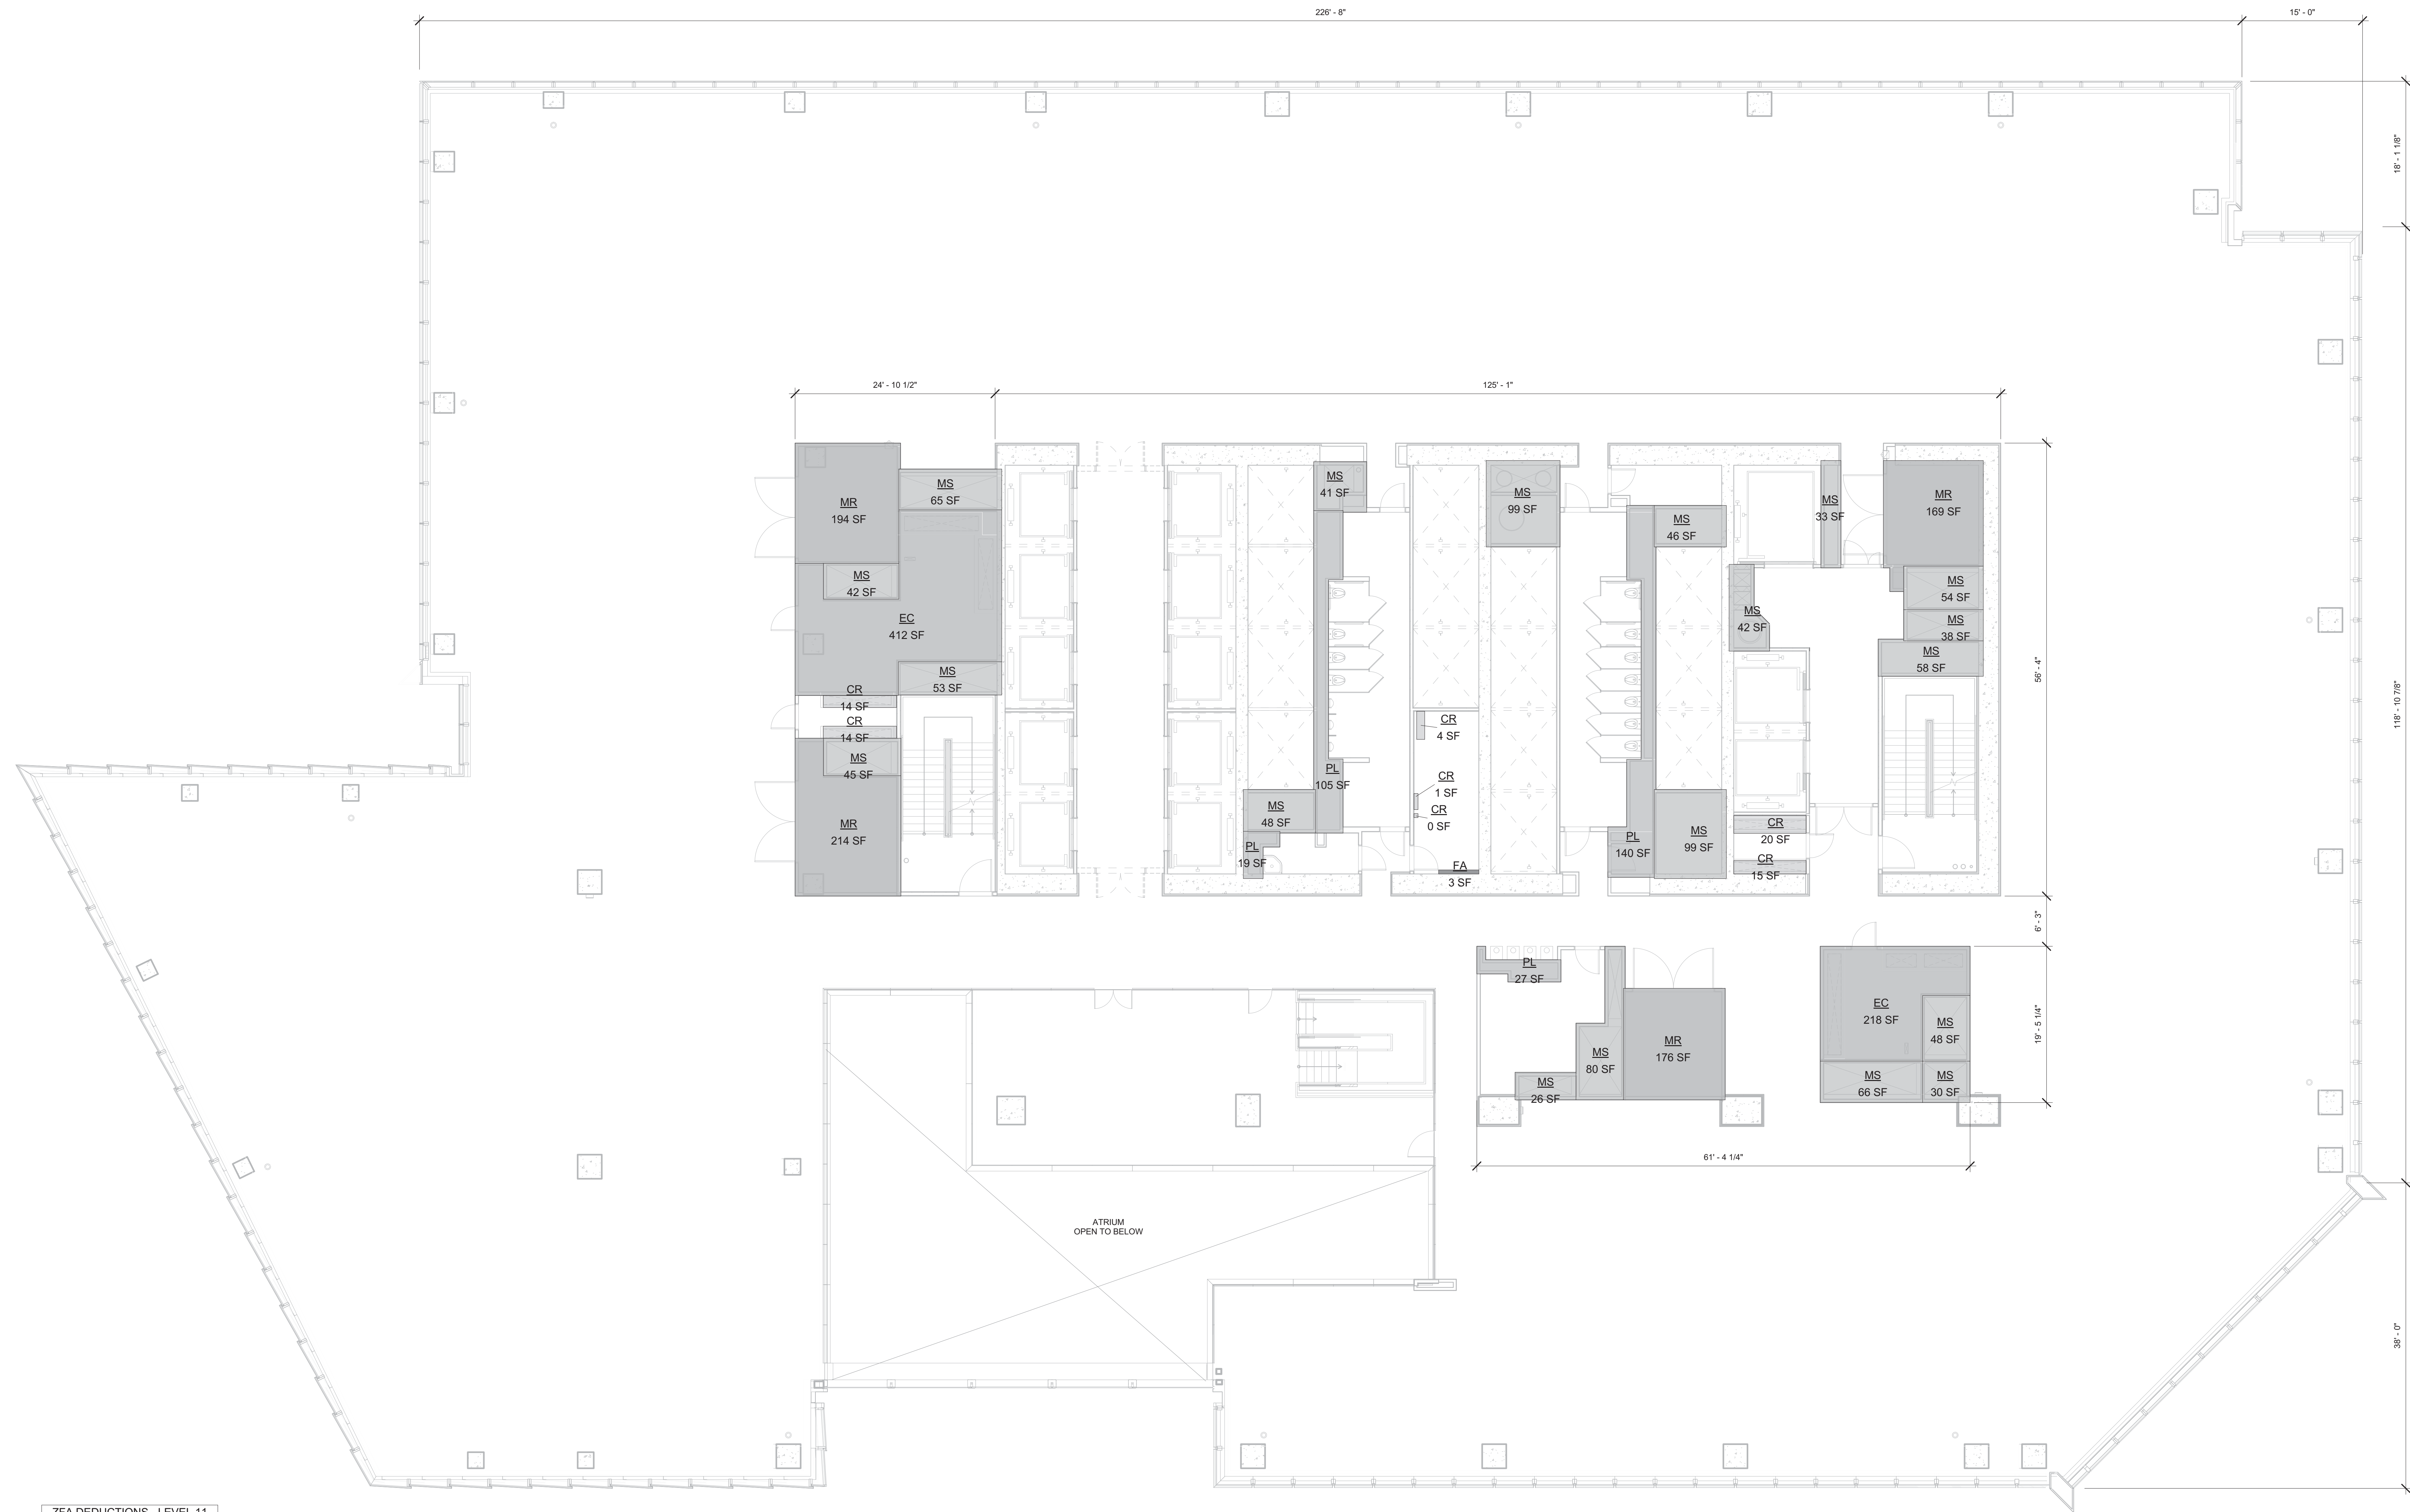 226' - 8"
15' - 0"
18' - 1 1/8"
24' - 10 1/2"
125' - 1"
MR
194 SF
MS
65 SF
MS
41 SF
MS
99 SF
MS
46 SF
MS
33 SF
MR
169 SF
MS
42 SF
EC
412 SF
MS
53 SF
MS
42 SF
MS
54 SF
MS
38 SF
MS
58 SF
56' - 4"
118' - 10 7/8"
CR
14 SF
CR
14 SF
MS
45 SF
MR
214 SF
CR
4 SF
CR
1 SF
CR
0 SF
PL
105 SF
MS
48 SF
PL
19 SF
FA
3 SF
PL
140 SF
MS
99 SF
CR
20 SF
CR
15 SF
6' - 3"
PL
27 SF
MS
80 SF
MS
26 SF
MR
176 SF
EC
218 SF
MS
48 SF
MS
66 SF
MS
30 SF
19' - 5 1/4"
61' - 4 1/4"
ATRIUM
OPEN TO BELOW
38' - 0"
ZFA DEDUCTIONS - LEVEL 11